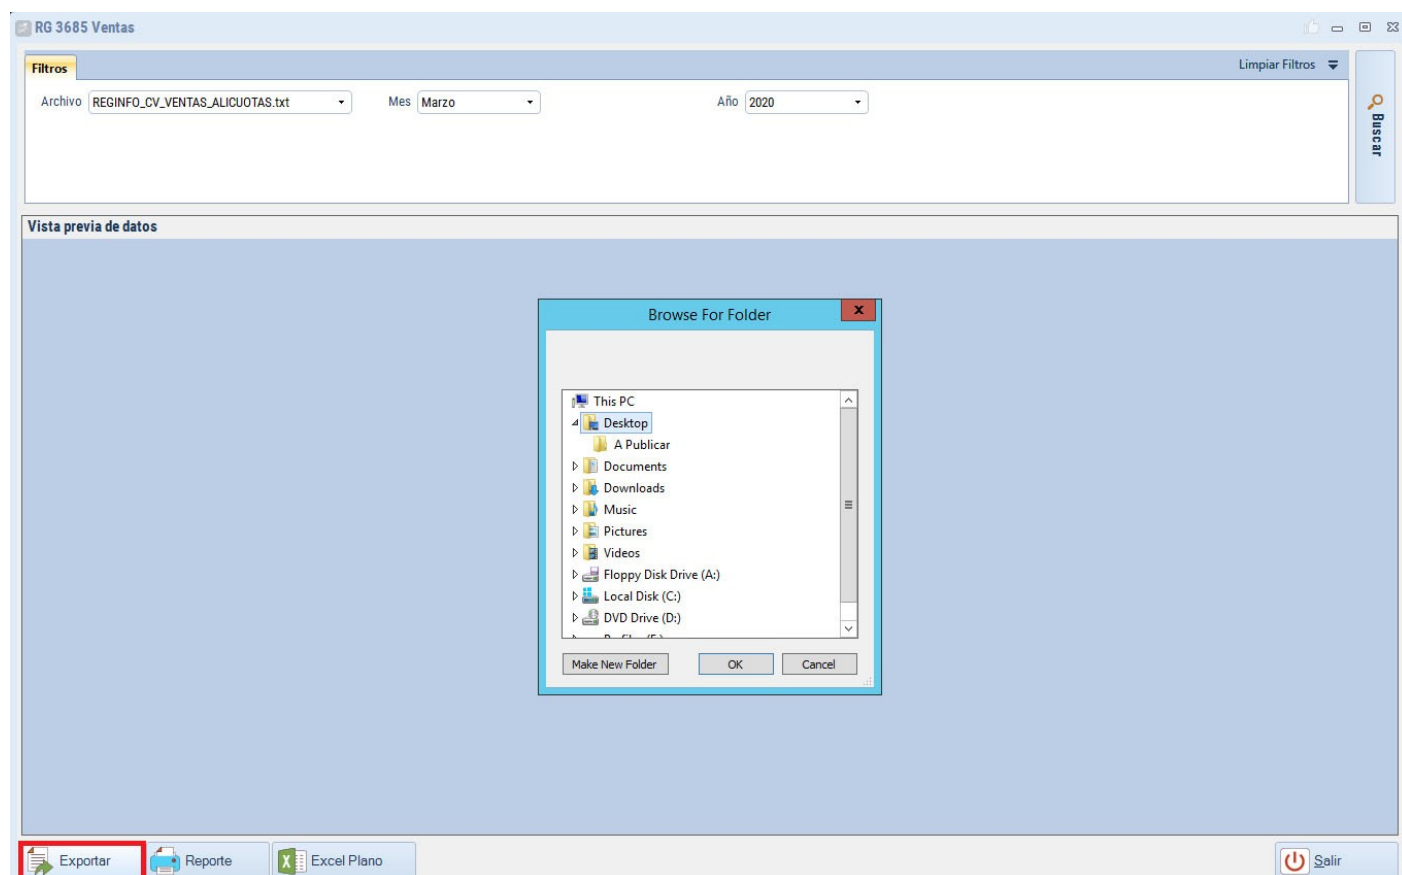 RG 3685 Ventas
Filtros
Limpiar Filtros
Archivo REGINFO_CV_VENTAS_ALICUOTAS.txt Mes Marzo Año 2020
Buscar
Vista previa de datos
Browse For Folder
This PC
Desktop
A Publicar
Documents
Downloads
Music
Pictures
Videos
Floppy Disk Drive (A:)
Local Disk (C:)
DVD Drive (D:)
Make New Folder OK Cancel
Exportar Reporte Excel Plano Salir